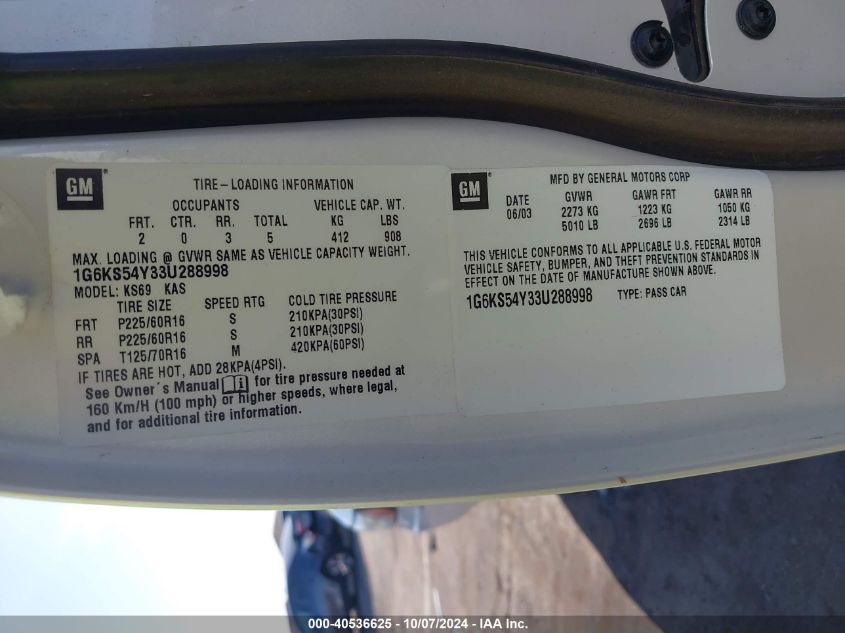 GM
TIRE-LOADING INFORMATION
OCCUPANTS VEHICLE CAP. WT.
FRT. CTR. RR. TOTAL KG LBS
2 0 3 5 412 908
MAX. LOADING @ GVWR SAME AS VEHICLE CAPACITY WEIGHT.
1G6KS54Y33U288998
MODEL: KS69 KAS
TIRE SIZE SPEED RTG COLD TIRE PRESSURE
FRT P225/60R16 S 210KPA(30PSI)
RR P225/60R16 S 210KPA(30PSI)
SPA T125/70R16 M 420KPA(60PSI)
IF TIRES ARE HOT, ADD 28KPA(4PSI).
See Owner's Manual for tire pressure needed at
160 Km/H (100 mph) or higher speeds, where legal,
and for additional tire information.
GM
MFD BY GENERAL MOTORS CORP
DATE GVWR GAWR FRT GAWR RR
06/03 2273 KG 1223 KG 1050 KG
5010 LB 2696 LB 2314 LB
THIS VEHICLE CONFORMS TO ALL APPLICABLE U.S. FEDERAL MOTOR
VEHICLE SAFETY, BUMPER, AND THEFT PREVENTION STANDARDS IN
EFFECT ON THE DATE OF MANUFACTURE SHOWN ABOVE.
1G6KS54Y33U288998 TYPE: PASS CAR
000-40536625 - 10/07/2024 - IAA Inc.